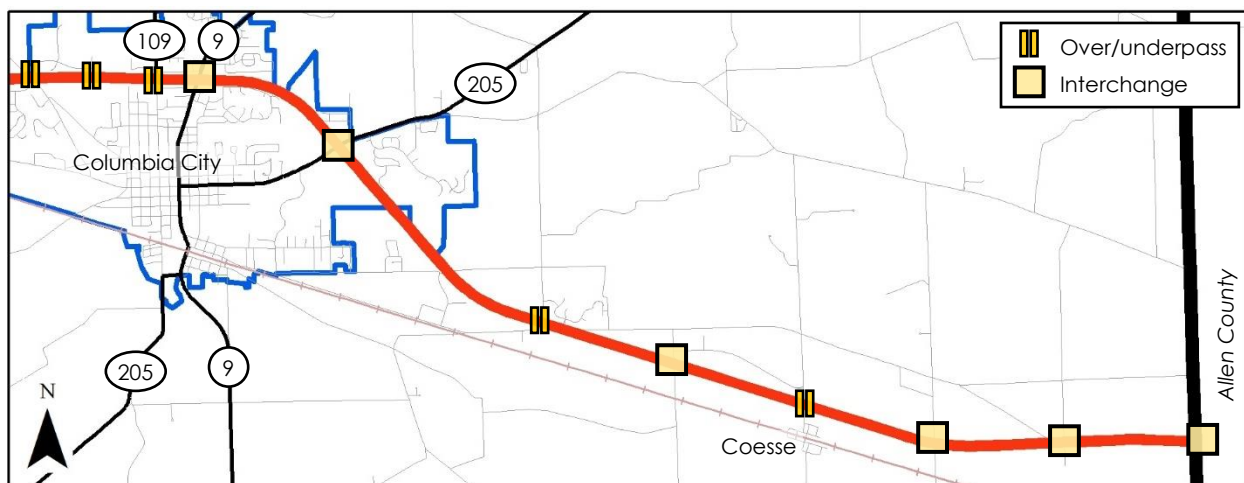 109
9
205
Over/underpass
Interchange
Columbia City
205
9
N
Coesse
Allen County